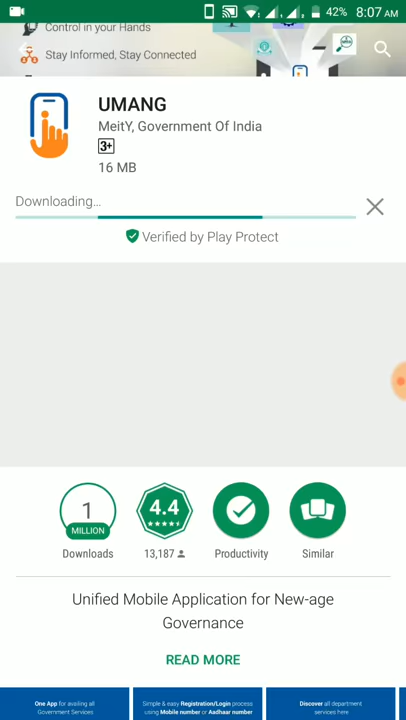 42% 8:07 AM
Control in your Hands
Stay Informed, Stay Connected
UMANG
MeitY, Government Of India
3+
16 MB
Downloading...
Verified by Play Protect
1
MILLION
4.4
Downloads
13,187
Productivity
Similar
Unified Mobile Application for New-age
Governance
READ MORE
One App for availing all
Government Services
Simple & easy Registration/Login process
using Mobile number or Aadhaar number
Discover all department
services here